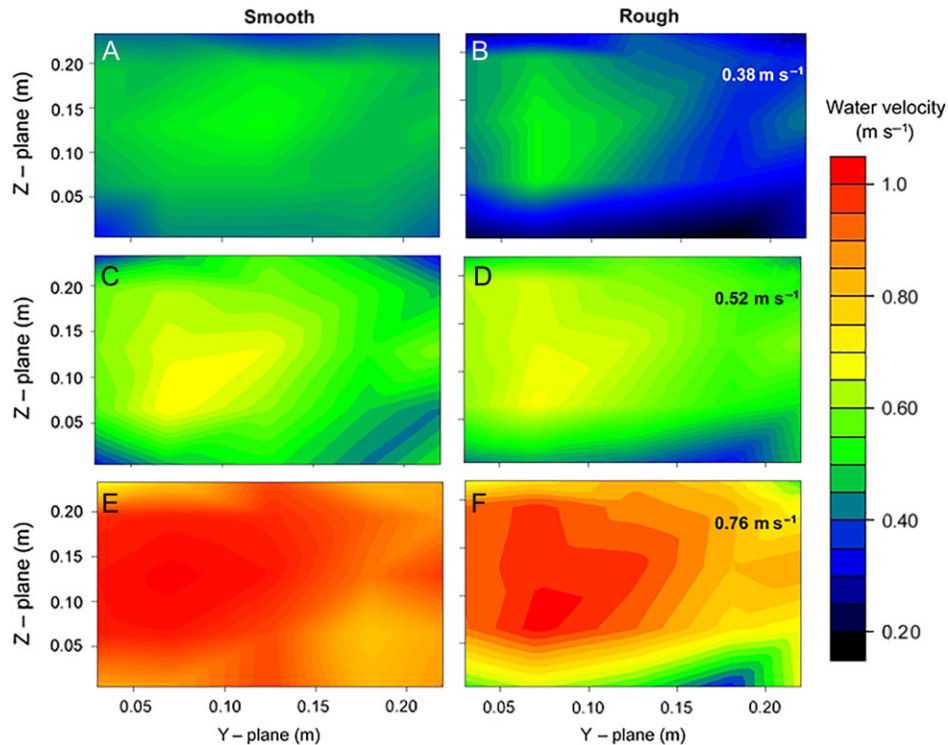 Smooth Rough
A B
0.38 m s⁻¹
Z – plane (m)
0.20
0.15
0.10
0.05
Water velocity
(m s⁻¹)
1.0
0.80
0.60
0.40
0.20
C D
0.52 m s⁻¹
Z – plane (m)
0.20
0.15
0.10
0.05
E F
0.76 m s⁻¹
Z – plane (m)
0.20
0.15
0.10
0.05
0.05 0.10 0.15 0.20 0.05 0.10 0.15 0.20
Y – plane (m) Y – plane (m)